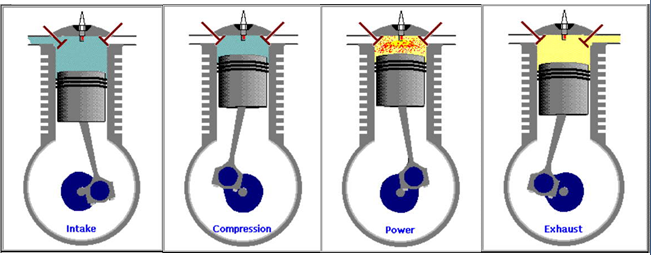 Intake
Compression
Power
Exhaust